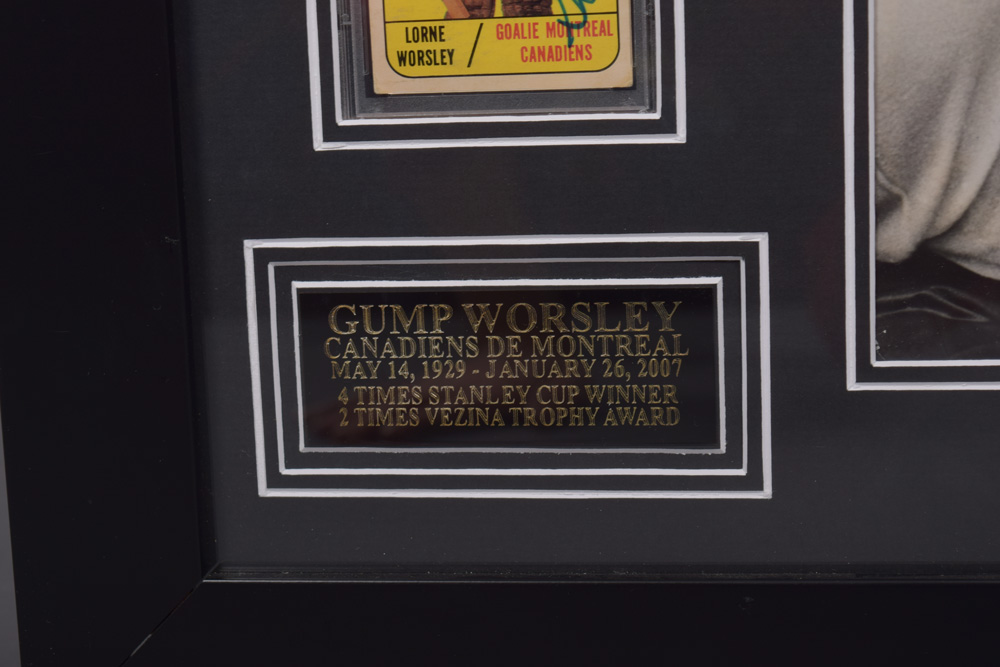 LORNE WORSLEY / GOALIE MONTREAL CANADIENS
GUMP WORSLEY
CANADIENS DE MONTREAL
MAY 14, 1929 - JANUARY 26, 2007
4 TIMES STANLEY CUP WINNER
2 TIMES VEZINA TROPHY AWARD